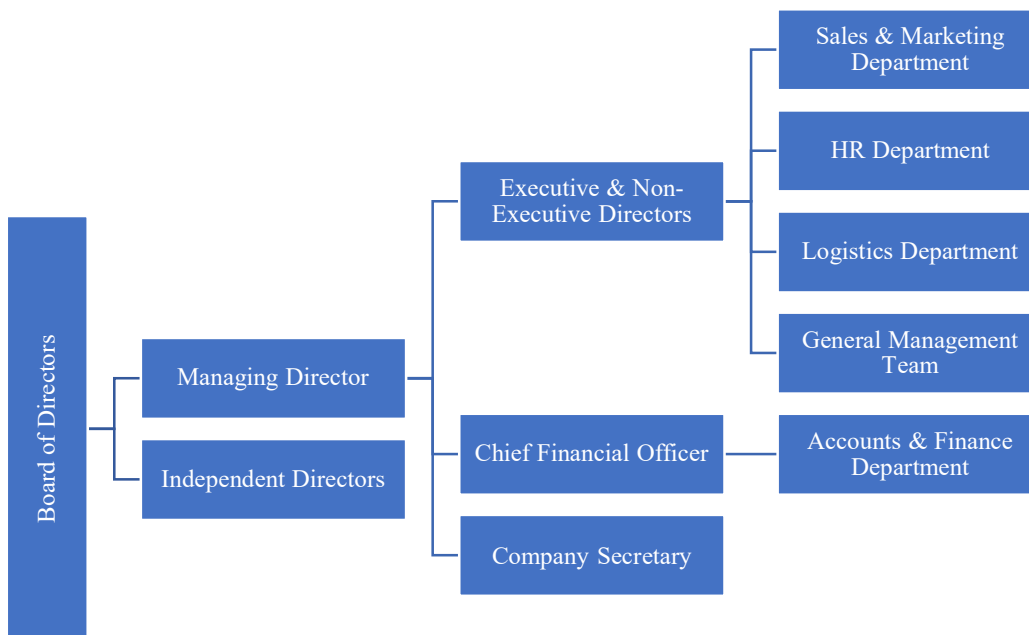 Board of Directors
Managing Director
Independent Directors
Executive & Non-
Executive Directors
Chief Financial Officer
Company Secretary
Sales & Marketing
Department
HR Department
Logistics Department
General Management
Team
Accounts & Finance
Department